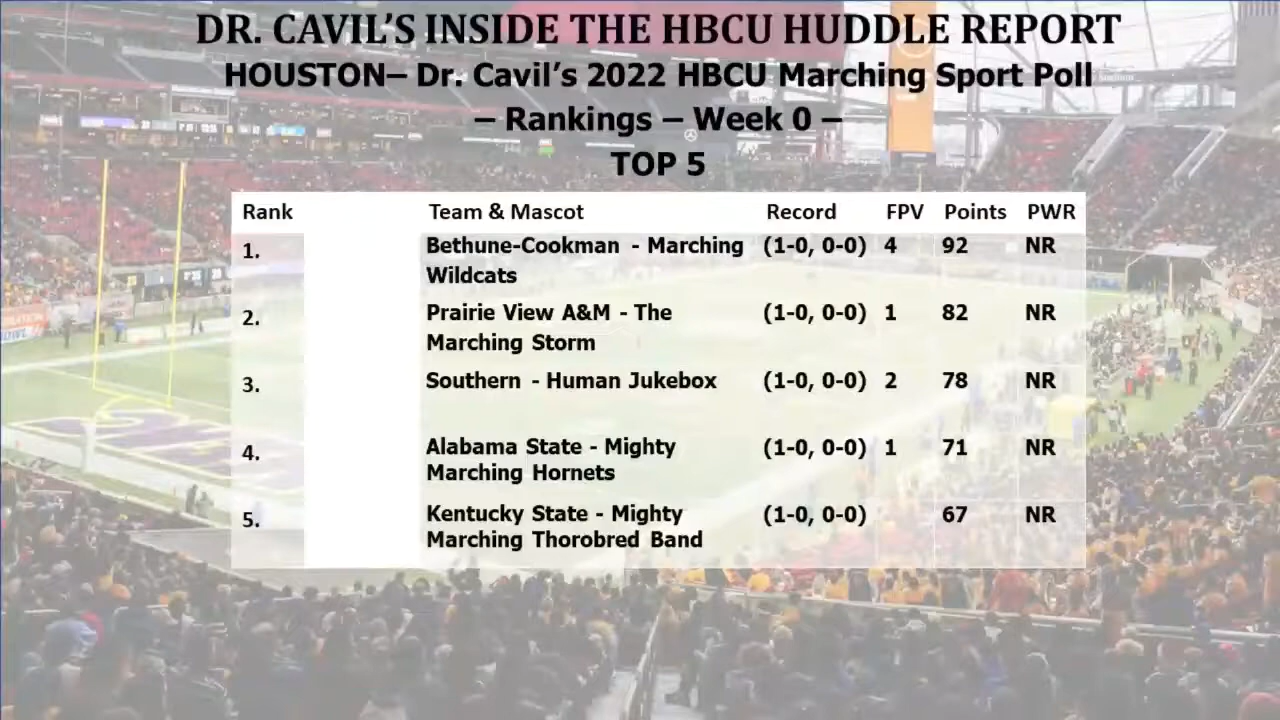 DR. CAVIL'S INSIDE THE HBCU HUDDLE REPORT
HOUSTON– Dr. Cavil's 2022 HBCU Marching Sport Poll
– Rankings – Week 0 –
TOP 5
Rank Team & Mascot Record FPV Points PWR
1. Bethune-Cookman - Marching (1-0, 0-0) 4 92 NR
Wildcats
2. Prairie View A&M - The (1-0, 0-0) 1 82 NR
Marching Storm
3. Southern - Human Jukebox (1-0, 0-0) 2 78 NR
4. Alabama State - Mighty (1-0, 0-0) 1 71 NR
Marching Hornets
5. Kentucky State - Mighty (1-0, 0-0) 67 NR
Marching Thorobred Band